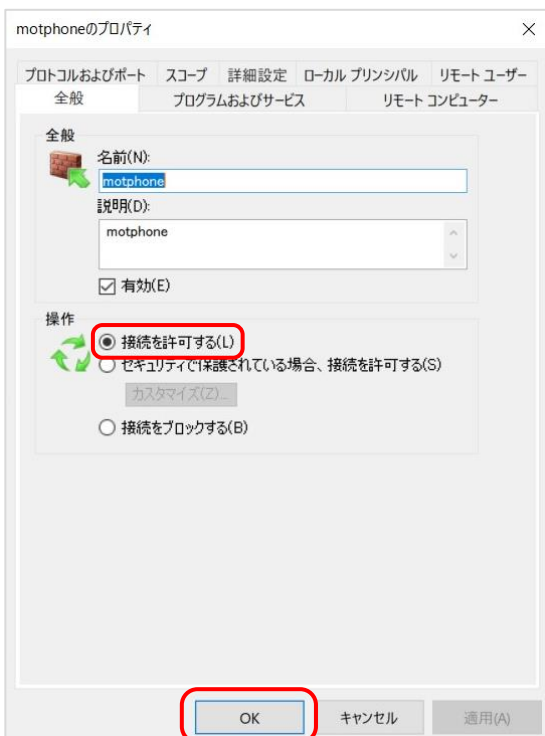 motphoneのプロパティ
プロトコルおよびポート スコープ 詳細設定 ローカル プリンシパル リモート ユーザー
全般 プログラムおよびサービス リモート コンピューター
全般
名前(N):
motphone
説明(D):
motphone
有効(E)
操作
接続を許可する(L)
セキュリティで保護されている場合、接続を許可する(S)
カスタマイズ(Z)...
接続をブロックする(B)
OK キャンセル 適用(A)